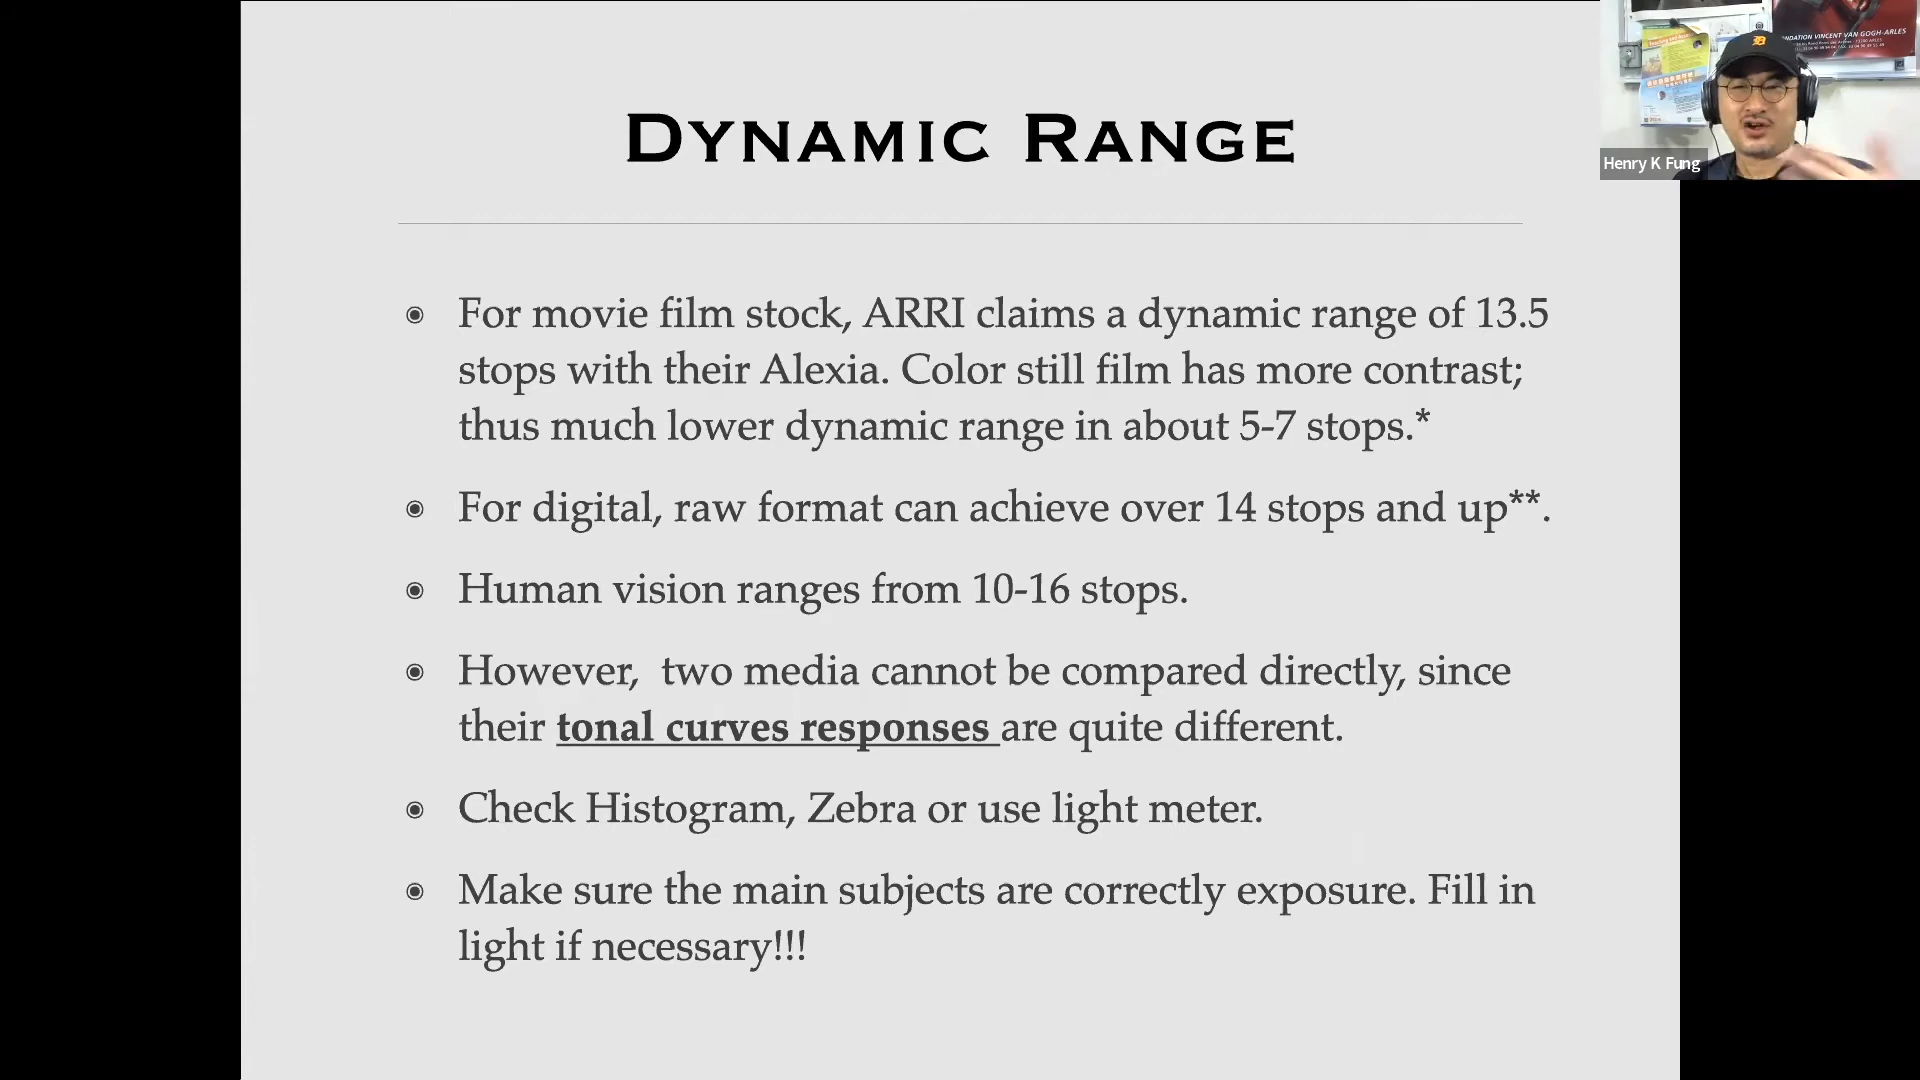 DYNAMIC RANGE
◉ For movie film stock, ARRI claims a dynamic range of 13.5
stops with their Alexia. Color still film has more contrast;
thus much lower dynamic range in about 5-7 stops.*
◉ For digital, raw format can achieve over 14 stops and up**.
◉ Human vision ranges from 10-16 stops.
◉ However,  two media cannot be compared directly, since
their tonal curves responses are quite different.
◉ Check Histogram, Zebra or use light meter.
◉ Make sure the main subjects are correctly exposure. Fill in
light if necessary!!!
VINCENT VAN GOGH-ARLES
Henry K Fung